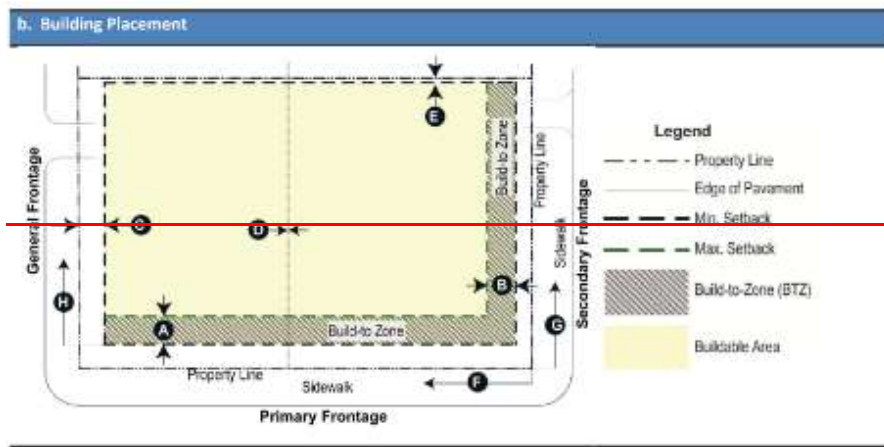 b. Building Placement
E
Build-to Zone
Property Line
General Frontage
C
D
H
A
Build-to Zone
B
G
Sidewalk
Secondary Frontage
Property Line
Sidewalk
F
Primary Frontage
Legend
Property Line
Edge of Pavement
Min. Setback
Max. Setback
Build-to-Zone (BTZ)
Buildable Area